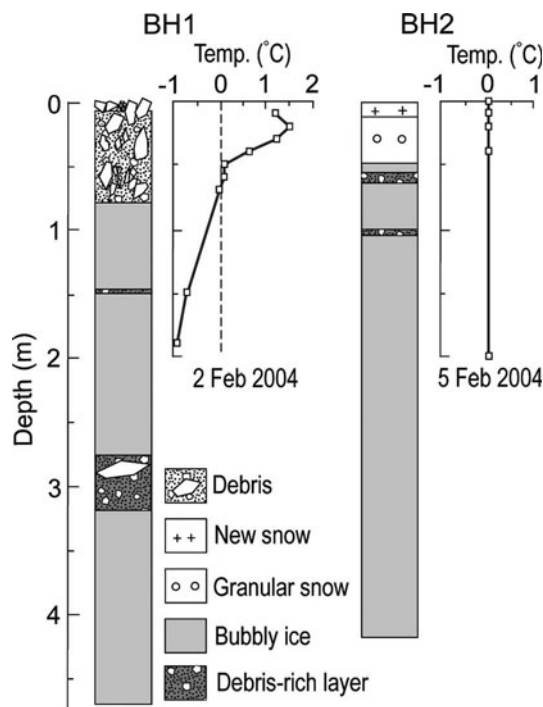 BH1
BH2
Temp. (°C)
Temp. (°C)
-1 0 1 2
-1 0 1
0
1
2
3
4
Depth (m)
2 Feb 2004
5 Feb 2004
Debris
++ New snow
o o Granular snow
Bubbly ice
Debris-rich layer